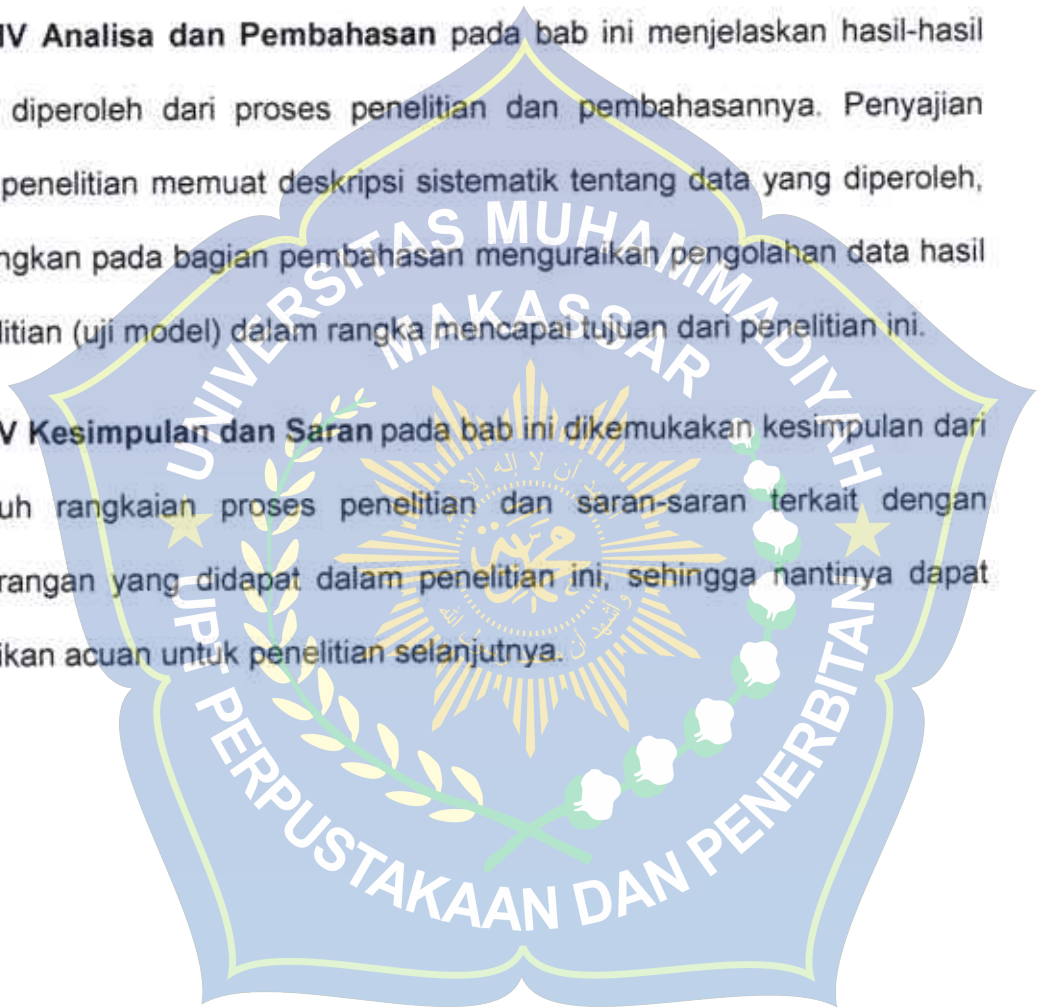 IV Analisa dan Pembahasan pada bab ini menjelaskan hasil-hasil
diperoleh dari proses penelitian dan pembahasannya. Penyajian
penelitian memuat deskripsi sistematik tentang data yang diperoleh,
ngkan pada bagian pembahasan menguraikan pengolahan data hasil
litian (uji model) dalam rangka mencapai tujuan dari penelitian ini.
V Kesimpulan dan Saran pada bab ini dikemukakan kesimpulan dari
uh rangkaian proses penelitian dan saran-saran terkait dengan
rangan yang didapat dalam penelitian ini, sehingga nantinya dapat
ikan acuan untuk penelitian selanjutnya.
UNIVERSITAS MUHAMMADIYAH
MAKASSAR
UPT PERPUSTAKAAN DAN PENERBITAN